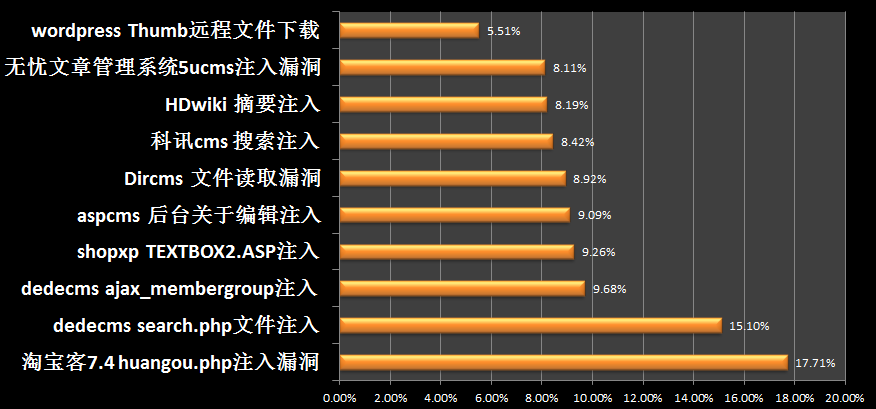 wordpress Thumb远程文件下载 5.51%
无忧文章管理系统5ucms注入漏洞 8.11%
HDwiki 摘要注入 8.19%
科讯cms 搜索注入 8.42%
Dircms 文件读取漏洞 8.92%
aspcms 后台关于编辑注入 9.09%
shopxp TEXTBOX2.ASP注入 9.26%
dedecms ajax_membergroup注入 9.68%
dedecms search.php文件注入 15.10%
淘宝客7.4 huangou.php注入漏洞 17.71%
0.00% 2.00% 4.00% 6.00% 8.00% 10.00% 12.00% 14.00% 16.00% 18.00% 20.00%